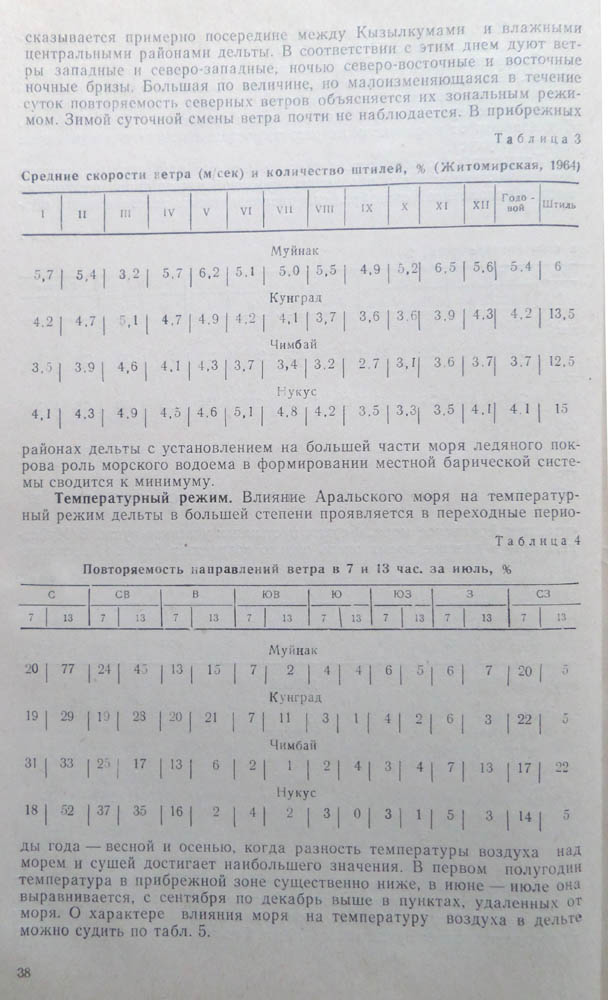 сказывается примерно посередине между Кызылкумами и влажными
центральными районами дельты. В соответствии с этим днем дуют вет-
ры западные и северо-западные, ночью северо-восточные и восточные
ночные бризы. Большая по величине, но малоизменяющаяся в течение
суток повторяемость северных ветров объясняется их зональным режи-
мом. Зимой суточной смены ветра почти не наблюдается. В прибрежных
Таблица 3
Средние скорости ветра (м/сек) и количество штилей, % (Житомирская, 1964)
I II III IV V VI VII VIII IX X XI XII Годо-вой Штиль
Муйнак
5,7 5,4 3,2 5,7 6,2 5,1 5,0 5,5 4,9 5,2 6,5 5,6 5.4 6
Кунград
4,2 4,7 5,1 4,7 4,9 4,2 4,1 3,7 3,6 3,6 3,9 4,3 4,2 13,5
Чимбай
3,5 3,9 4,6 4,1 4,3 3,7 3,4 3,2 2.7 3,1 3.6 3.7 3.7 12,5
Нукус
4,1 4,3 4,9 4,5 4,6 5,1 4,8 4,2 3,5 3,3 3,5 4,1 4.1 15
районах дельты с установлением на большей части моря ледяного пок-
рова роль морского водоема в формировании местной барической систе-
мы сводится к минимуму.
Температурный режим. Влияние Аральского моря на температур-
ный режим дельты в большей степени проявляется в переходные перио-
Таблица 4
Повторяемость направлений ветра в 7 и 13 час. за июль, %
С СВ В ЮВ Ю ЮЗ З СЗ
7 13 7 13 7 13 7 13 7 13 7 13 7 13 7 13
Муйнак
20 77 24 45 13 15 7 2 4 4 6 5 6 7 20 5
Кунград
19 29 19 28 20 21 7 11 3 1 4 2 6 3 22 5
Чимбай
31 33 25 17 13 6 2 1 2 4 3 4 7 13 17 22
Нукус
18 52 37 35 16 2 4 2 3 0 3 1 5 3 14 5
ды года — весной и осенью, когда разность температуры воздуха над
морем и сушей достигает наибольшего значения. В первом полугодии
температура в прибрежной зоне существенно ниже, в июне — июле она
выравнивается, с сентября по декабрь выше в пунктах, удаленных от
моря. О характере влияния моря на температуру воздуха в дельте
можно судить по табл. 5.
38